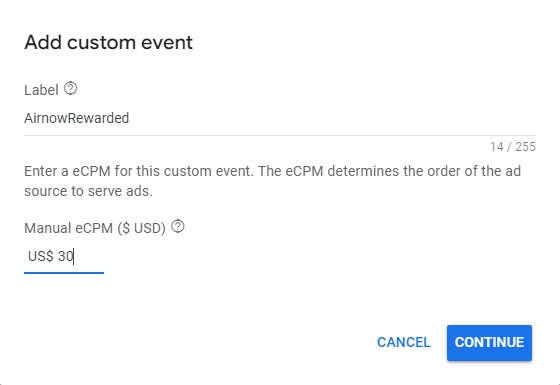 Add custom event
Label ?
AirnowRewarded
14 / 255
Enter a eCPM for this custom event. The eCPM determines the order of the ad
source to serve ads.
Manual eCPM ($ USD) ?
US$ 30
CANCEL CONTINUE